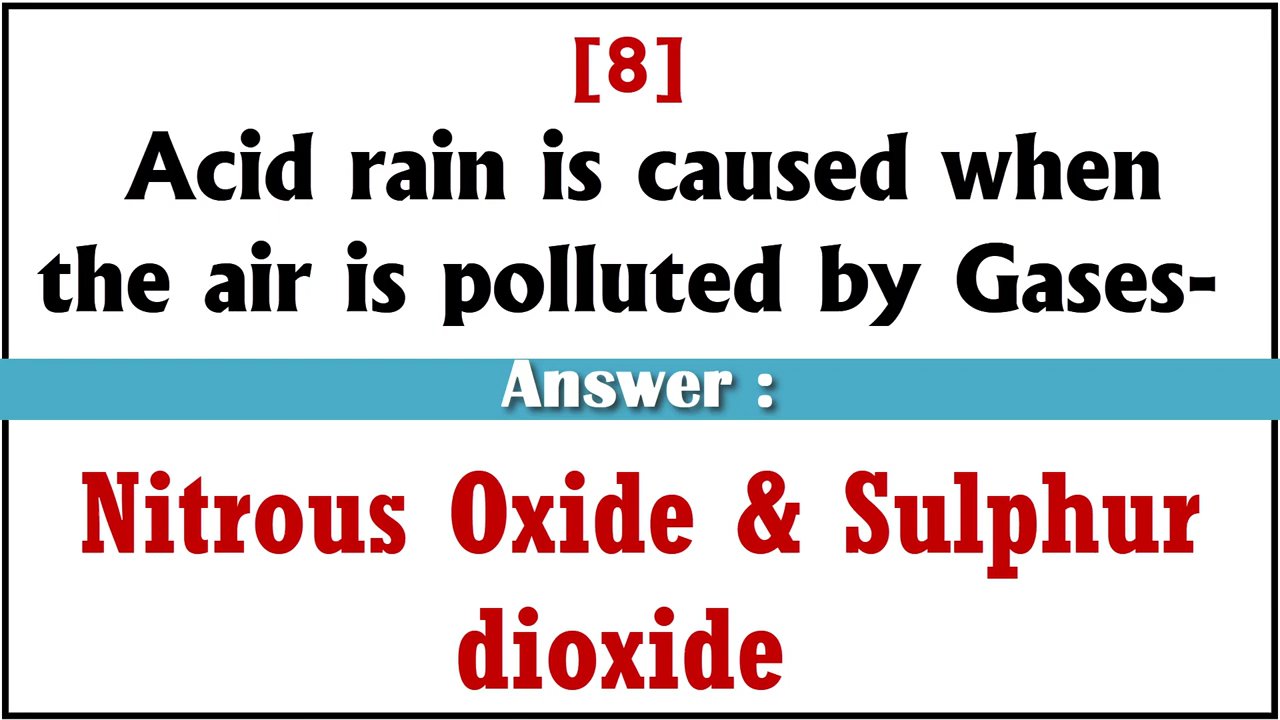 [8]
Acid rain is caused when
the air is polluted by Gases-
Answer :
Nitrous Oxide & Sulphur
dioxide